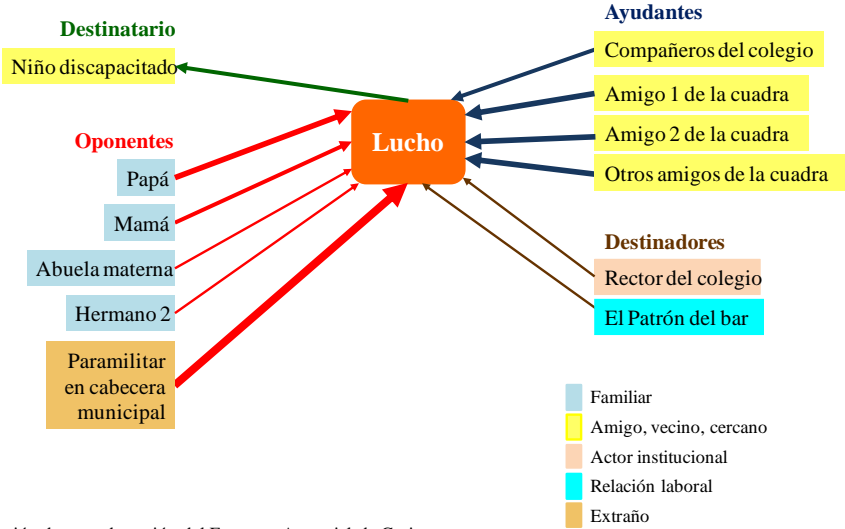 Destinatario
Niño discapacitado
Oponentes
Papá
Mamá
Abuela materna
Hermano 2
Paramilitar
en cabecera
municipal
Lucho
Ayudantes
Compañeros del colegio
Amigo 1 de la cuadra
Amigo 2 de la cuadra
Otros amigos de la cuadra
Destinadores
Rector del colegio
El Patrón del bar
Familiar
Amigo, vecino, cercano
Actor institucional
Relación laboral
Extraño